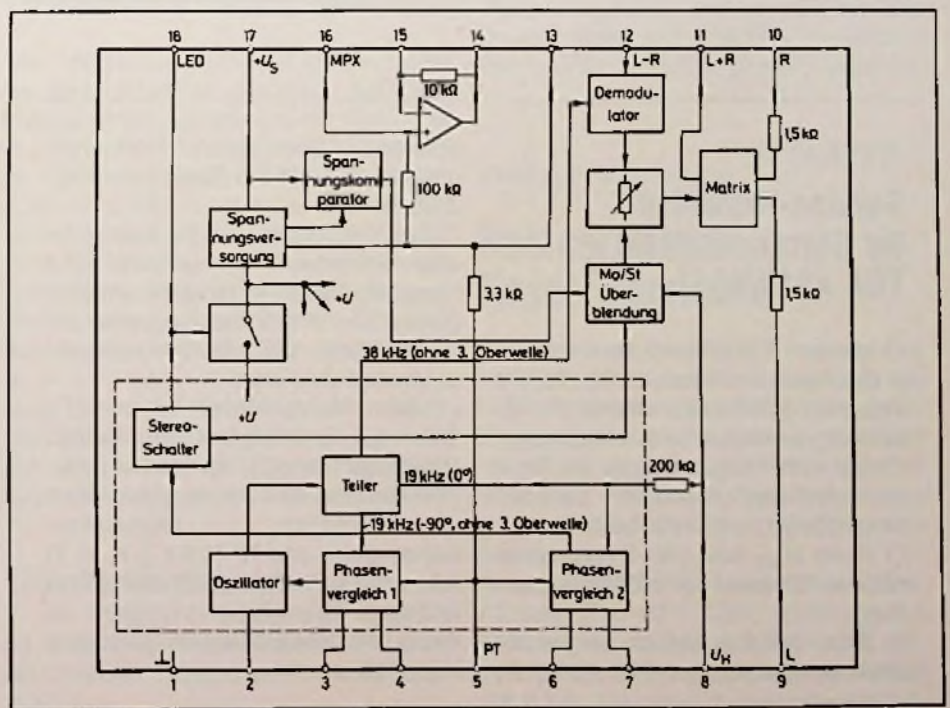 18 17 16 15 14 13 12 11 10
LED +U_S MPX L-R L+R R
10kΩ
Demodu-
lator
1,5 kΩ
Span-
nungskom-
parator
100 kΩ
Matrix
Span-
nungsver-
sorgung
+U
3,3 kΩ
Mo/St
Über-
blendung
1,5 kΩ
38 kHz (ohne 3. Oberwelle)
+U
Stereo-
Schalter
Teiler
19 kHz (0°)
200 kΩ
19 kHz (-90°, ohne 3. Oberwelle)
Oszillator
Phasen-
vergleich 1
Phasen-
vergleich 2
⊥ PT U_H L
1 2 3 4 5 6 7 8 9